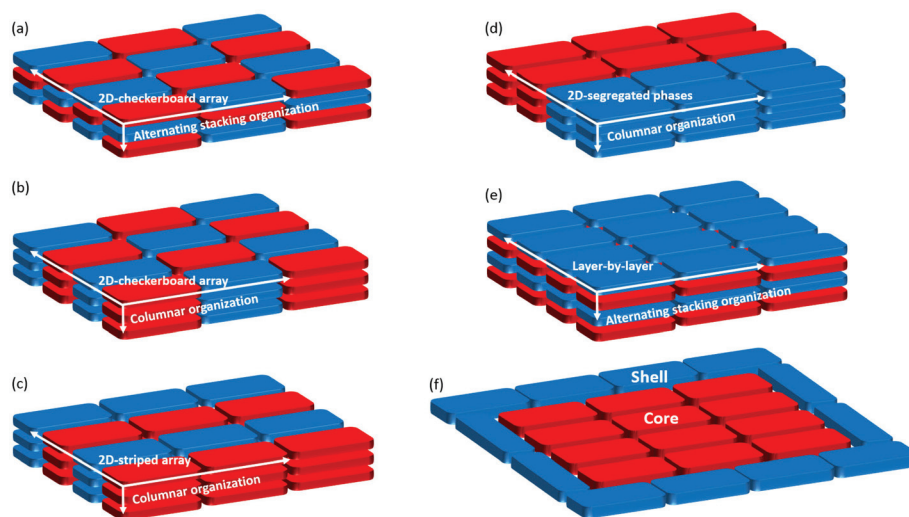 (a)
2D-checkerboard array
Alternating stacking organization
(b)
2D-checkerboard array
Columnar organization
(c)
2D-striped array
Columnar organization
(d)
2D-segregated phases
Columnar organization
(e)
Layer-by-layer
Alternating stacking organization
(f)
Shell
Core